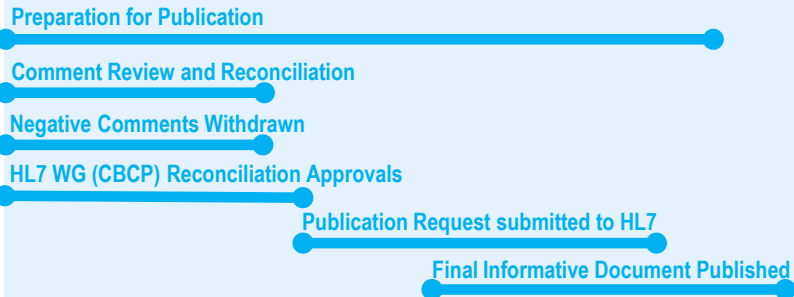 Preparation for Publication
Comment Review and Reconciliation
Negative Comments Withdrawn
HL7 WG (CBCP) Reconciliation Approvals
Publication Request submitted to HL7
Final Informative Document Published